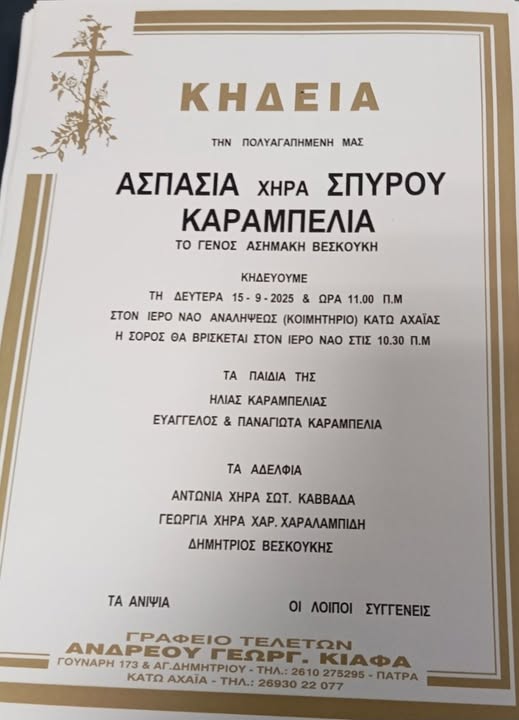 ΚΗΔΕΙΑ
ΤΗΝ ΠΟΛΥΑΓΑΠΗΜΕΝΗ ΜΑΣ
ΑΣΠΑΣΙΑ ΧΗΡΑ ΣΠΥΡΟΥ
ΚΑΡΑΜΠΕΛΙΑ
ΤΟ ΓΕΝΟΣ ΑΣΗΜΑΚΗ ΒΕΣΚΟΥΚΗ
ΚΗΔΕΥΟΥΜΕ
ΤΗ ΔΕΥΤΕΡΑ 15 - 9 - 2025 & ΩΡΑ 11.00 Π.Μ
ΣΤΟΝ ΙΕΡΟ ΝΑΟ ΑΝΑΛΗΨΕΩΣ (ΚΟΙΜΗΤΗΡΙΟ) ΚΑΤΩ ΑΧΑΪΑΣ
Η ΣΟΡΟΣ ΘΑ ΒΡΙΣΚΕΤΑΙ ΣΤΟΝ ΙΕΡΟ ΝΑΟ ΣΤΙΣ 10.30 Π.Μ
ΤΑ ΠΑΙΔΙΑ ΤΗΣ
ΗΛΙΑΣ ΚΑΡΑΜΠΕΛΙΑΣ
ΕΥΑΓΓΕΛΟΣ & ΠΑΝΑΓΙΩΤΑ ΚΑΡΑΜΠΕΛΙΑ
ΤΑ ΑΔΕΛΦΙΑ
ΑΝΤΩΝΙΑ ΧΗΡΑ ΣΩΤ. ΚΑΒΒΑΔΑ
ΓΕΩΡΓΙΑ ΧΗΡΑ ΧΑΡ. ΧΑΡΑΛΑΜΠΙΔΗ
ΔΗΜΗΤΡΙΟΣ ΒΕΣΚΟΥΚΗΣ
ΤΑ ΑΝΙΨΙΑ ΟΙ ΛΟΙΠΟΙ ΣΥΓΓΕΝΕΙΣ
ΓΡΑΦΕΙΟ ΤΕΛΕΤΩΝ
ΑΝΔΡΕΟΥ ΓΕΩΡΓ. ΚΙΑΦΑ
ΓΟΥΝΑΡΗ 173 & ΑΓ.ΔΗΜΗΤΡΙΟΥ - ΤΗΛ.: 2610 275295 - ΠΑΤΡΑ
ΚΑΤΩ ΑΧΑΪΑ - ΤΗΛ.: 26930 22 077